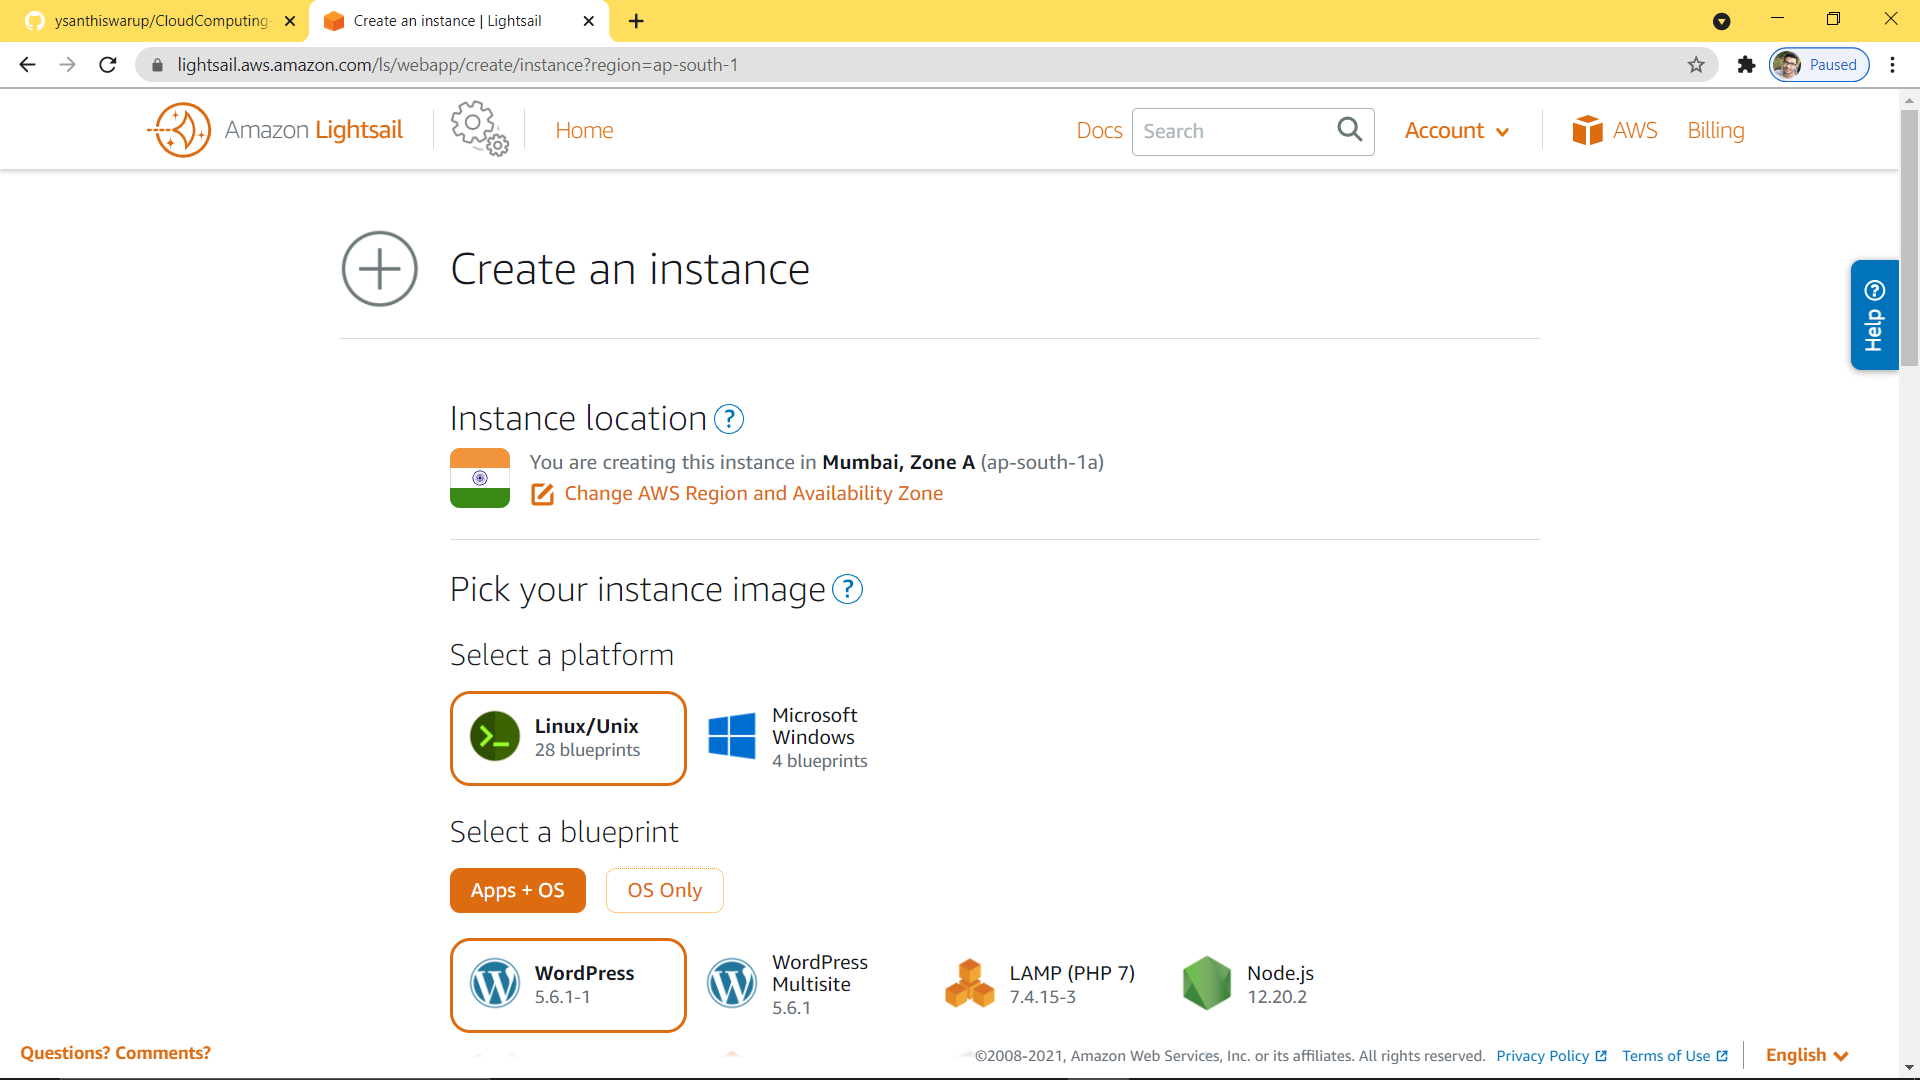 ysanthiswarup/CloudComputing-
Create an instance | Lightsail
lightsail.aws.amazon.com/ls/webapp/create/instance?region=ap-south-1
Paused
Amazon Lightsail
Home
Docs
Search
Account
AWS
Billing
Create an instance
Help ?
Instance location ?
You are creating this instance in Mumbai, Zone A (ap-south-1a)
Change AWS Region and Availability Zone
Pick your instance image ?
Select a platform
Linux/Unix
28 blueprints
Microsoft
Windows
4 blueprints
Select a blueprint
Apps + OS
OS Only
WordPress
5.6.1-1
WordPress
Multisite
5.6.1
LAMP (PHP 7)
7.4.15-3
Node.js
12.20.2
Questions? Comments?
©2008-2021, Amazon Web Services, Inc. or its affiliates. All rights reserved.
Privacy Policy
Terms of Use
English